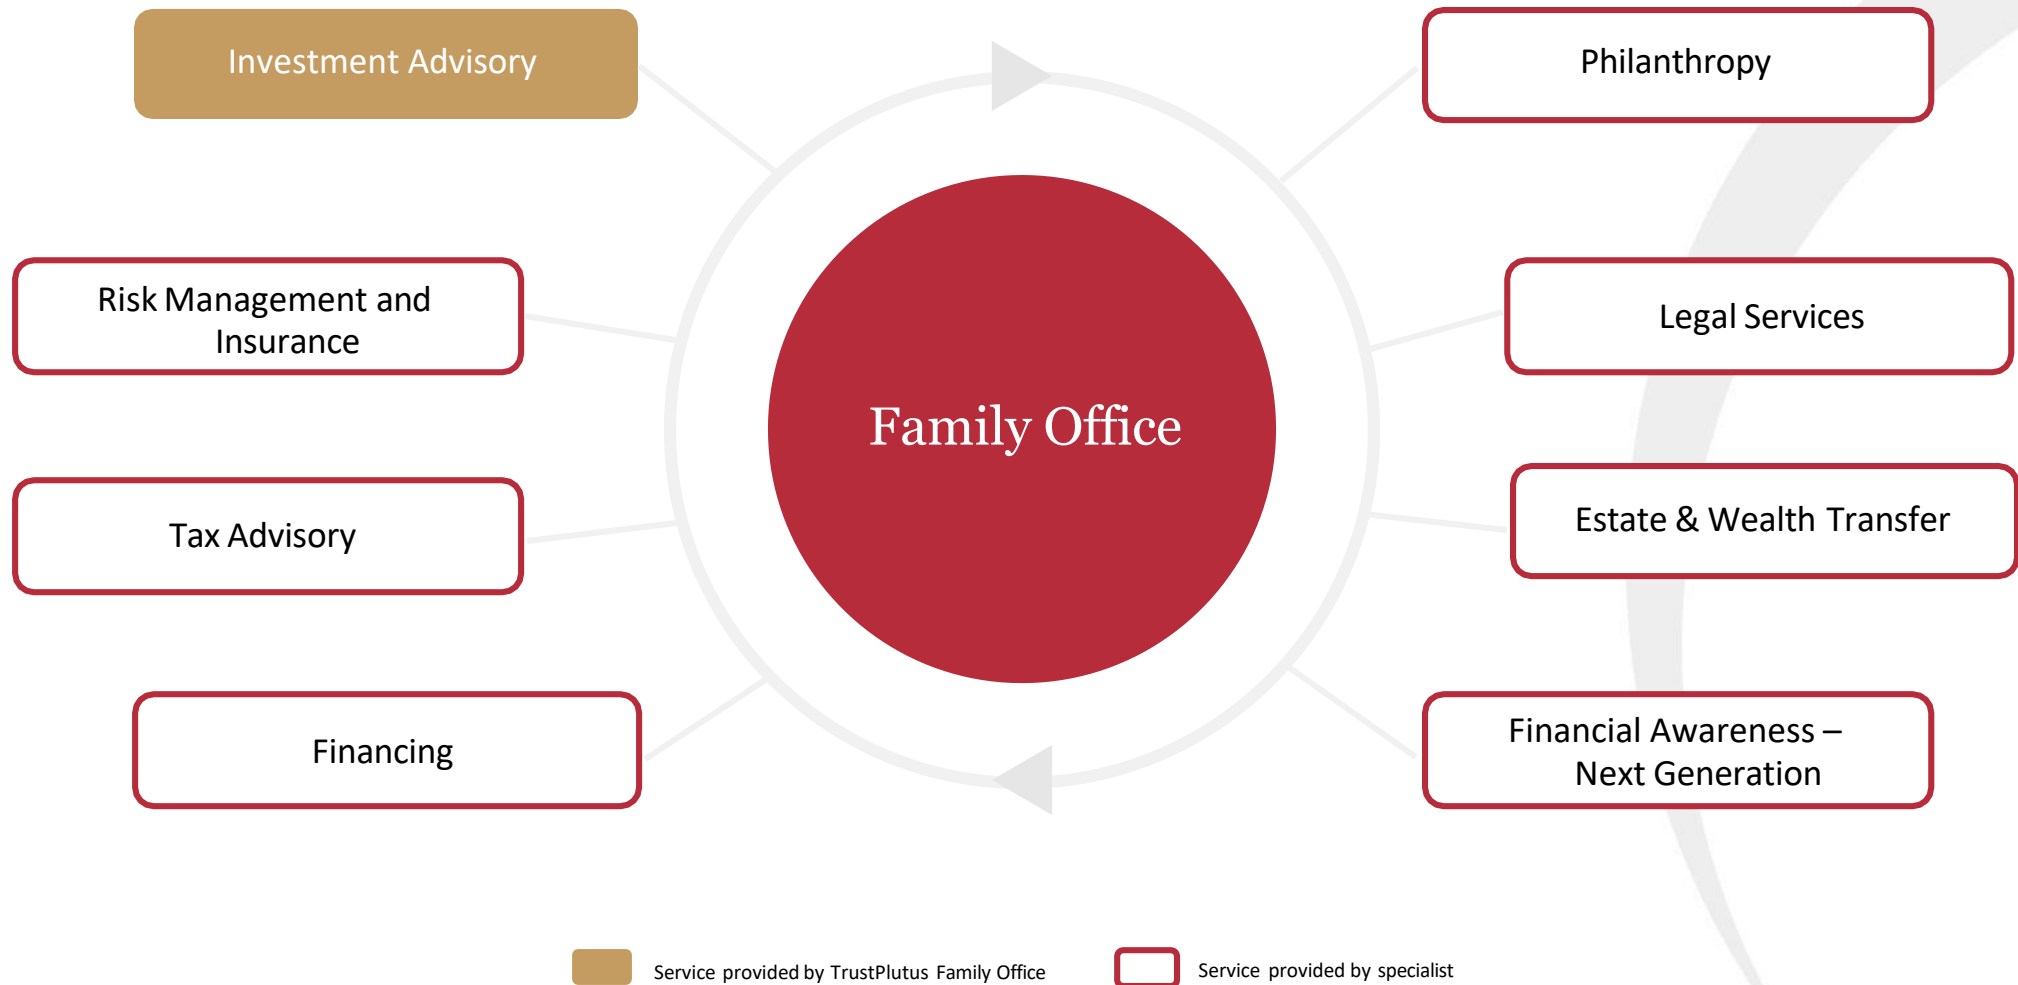 Investment Advisory
Philanthropy
Risk Management and
Insurance
Legal Services
Family Office
Tax Advisory
Estate & Wealth Transfer
Financing
Financial Awareness –
Next Generation
Service provided by TrustPlutus Family Office
Service provided by specialist